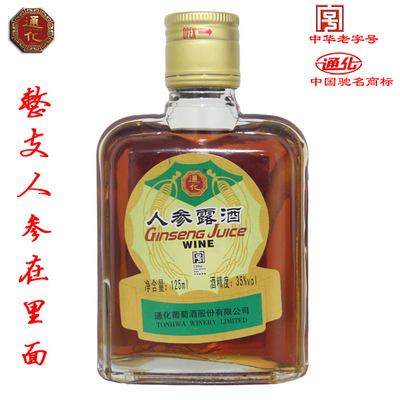 通化
中华老字号
通化
中国驰名商标
整支人参在里面
通化
人参露酒
GINSENG JUICE
WINE
净含量：125ml 酒精度：35%vol
通化葡萄酒股份有限公司
TONHWA WINERY LIMITED